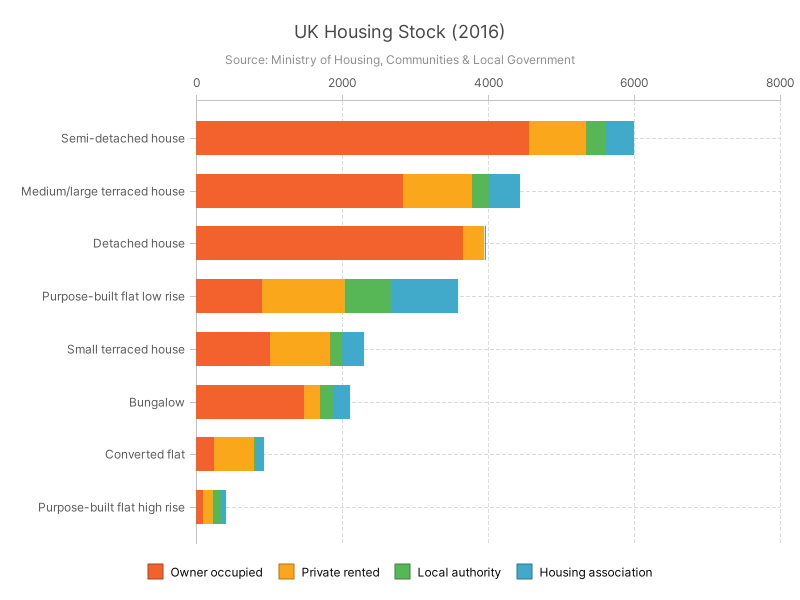 UK Housing Stock (2016)
Source: Ministry of Housing, Communities & Local Government
0 2000 4000 6000 8000
Semi-detached house
Medium/large terraced house
Detached house
Purpose-built flat low rise
Small terraced house
Bungalow
Converted flat
Purpose-built flat high rise
Owner occupied Private rented Local authority Housing association